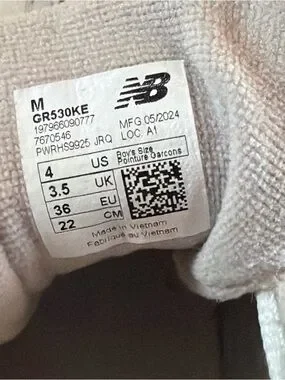 M
GR530KE
197966090777
7670546
PWRHS9925 JRQ
NB
MFG.05/2024
LOC: A1
4 US Boy's Size
Pointure Garcons
3.5 UK
36 EU
22 CM
Made in Vietnam
Fabriqué au Vietnam